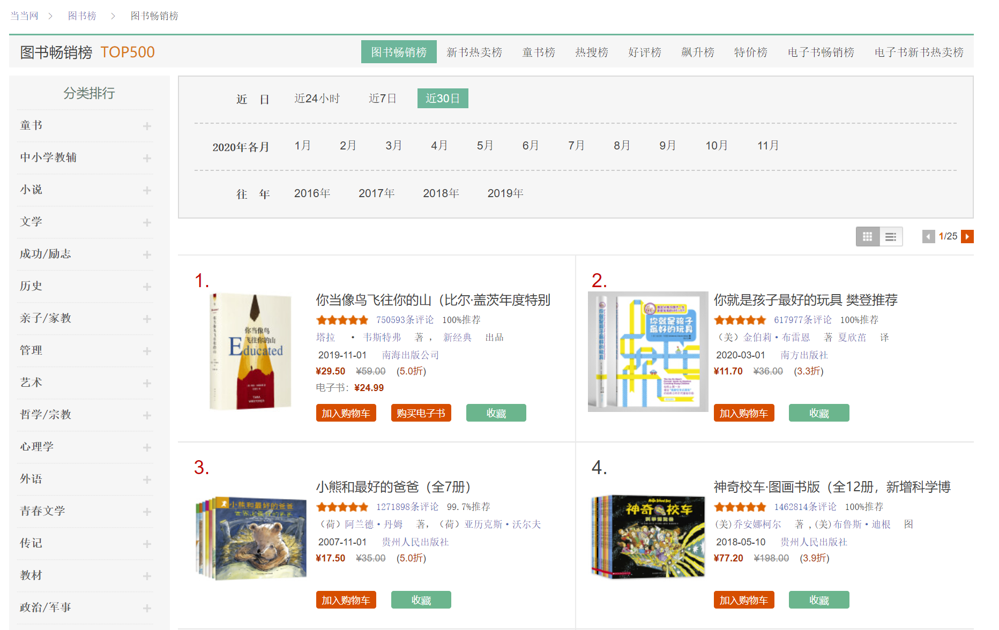 当当网 > 图书榜 > 图书畅销榜
图书畅销榜 TOP500
图书畅销榜 新书热卖榜 童书榜 热搜榜 好评榜 飙升榜 特价榜 电子书畅销榜 电子书新书热卖榜
分类排行
童书
中小学教辅
小说
文学
成功/励志
历史
亲子/家教
管理
艺术
哲学/宗教
心理学
外语
青春文学
传记
教材
政治/军事
近 日 近24小时 近7日 近30日
2020年各月 1月 2月 3月 4月 5月 6月 7月 8月 9月 10月 11月
往 年 2016年 2017年 2018年 2019年
1/25
1.
你当像鸟
飞往你的山
Educated
TARA
WESTOVER
你当像鸟飞往你的山（比尔·盖茨年度特别
750593条评论 100%推荐
塔拉 · 韦斯特弗 著 ， 新经典 出品
2019-11-01 南海出版公司
¥29.50 ¥59.00 (5.0折)
电子书：¥24.99
加入购物车 购买电子书 收藏
2.
你就是孩子
最好的玩具
你就是孩子最好的玩具 樊登推荐
617977条评论 100%推荐
（美）金伯莉·布雷恩 著 夏欣茁 译
2020-03-01 南方出版社
¥11.70 ¥36.00 (3.3折)
加入购物车 收藏
3.
小熊和最好的爸爸
世界上最好的爸爸
小熊和最好的爸爸（全7册）
1271898条评论 99.7%推荐
（荷）阿兰德·丹姆 著，（荷）亚历克斯·沃尔夫
2007-11-01 贵州人民出版社
¥17.50 ¥35.00 (5.0折)
加入购物车 收藏
4.
神奇校车
神奇校车·图画书版（全12册，新增科学博
1462814条评论 100%推荐
(美)乔安娜柯尔 著 ,(美)布鲁斯·迪根 图
2018-05-10 贵州人民出版社
¥77.20 ¥198.00 (3.9折)
加入购物车 收藏